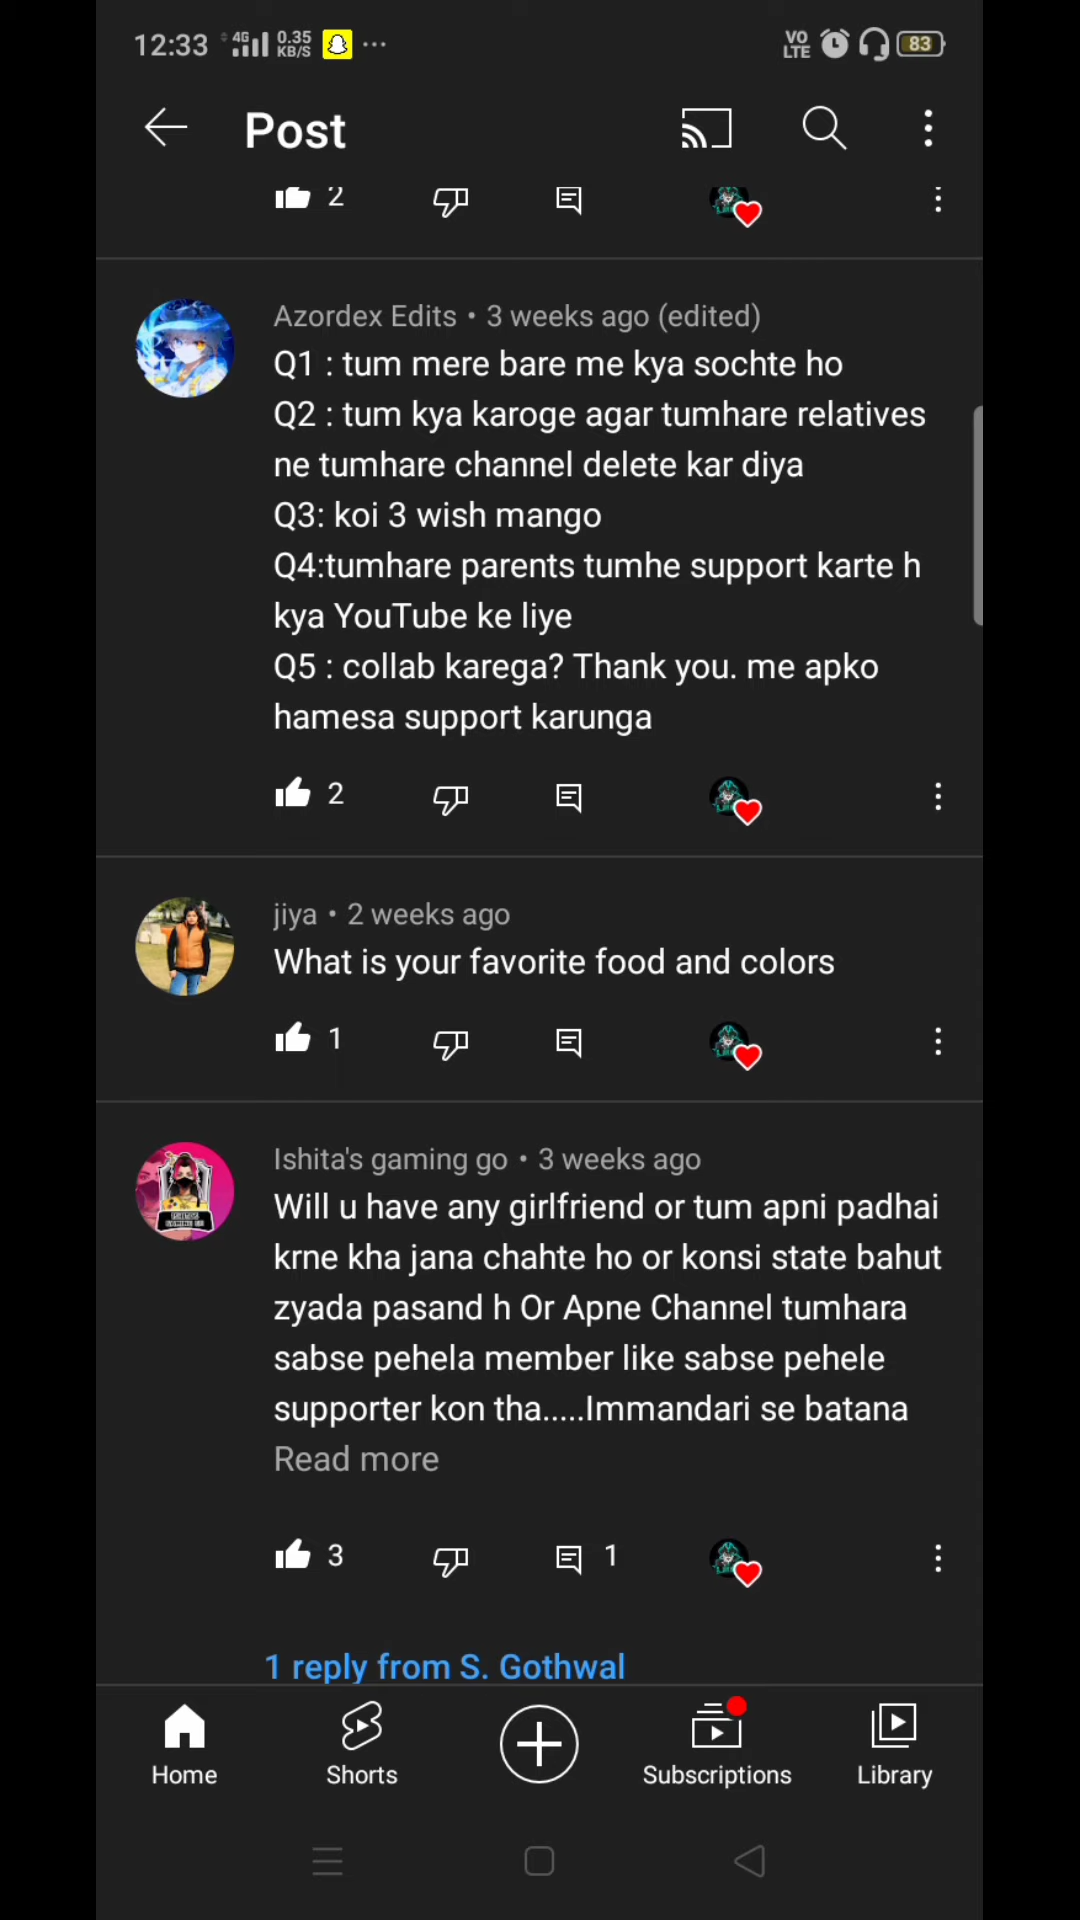 12:33 4G 0.35 KB/S VO LTE 83
Post
2
Azordex Edits • 3 weeks ago (edited)
Q1 : tum mere bare me kya sochte ho
Q2 : tum kya karoge agar tumhare relatives
ne tumhare channel delete kar diya
Q3: koi 3 wish mango
Q4:tumhare parents tumhe support karte h
kya YouTube ke liye
Q5 : collab karega? Thank you. me apko
hamesa support karunga
2
jiya • 2 weeks ago
What is your favorite food and colors
1
Ishita's gaming go • 3 weeks ago
Will u have any girlfriend or tum apni padhai
krne kha jana chahte ho or konsi state bahut
zyada pasand h Or Apne Channel tumhara
sabse pehela member like sabse pehele
supporter kon tha.....Immandari se batana
Read more
3 1
1 reply from S. Gothwal
Home Shorts Subscriptions Library